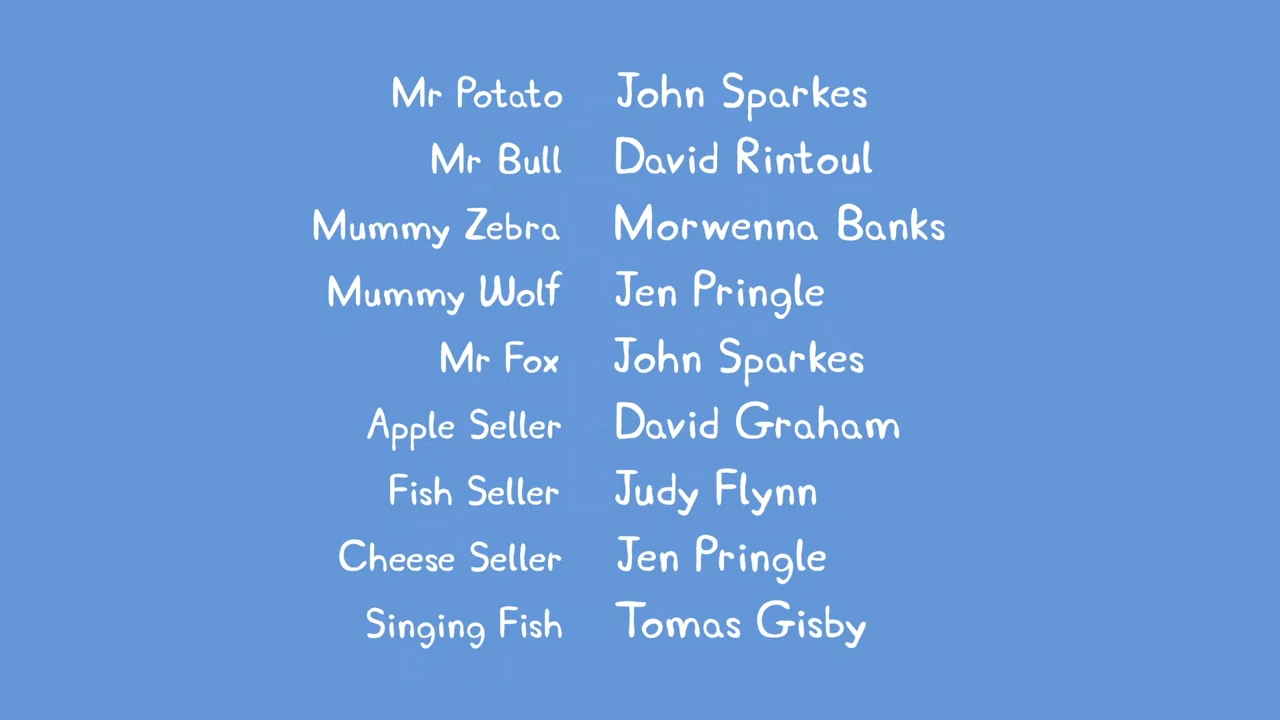 Mr Potato John Sparkes
Mr Bull David Rintoul
Mummy Zebra Morwenna Banks
Mummy Wolf Jen Pringle
Mr Fox John Sparkes
Apple Seller David Graham
Fish Seller Judy Flynn
Cheese Seller Jen Pringle
Singing Fish Tomas Gisby